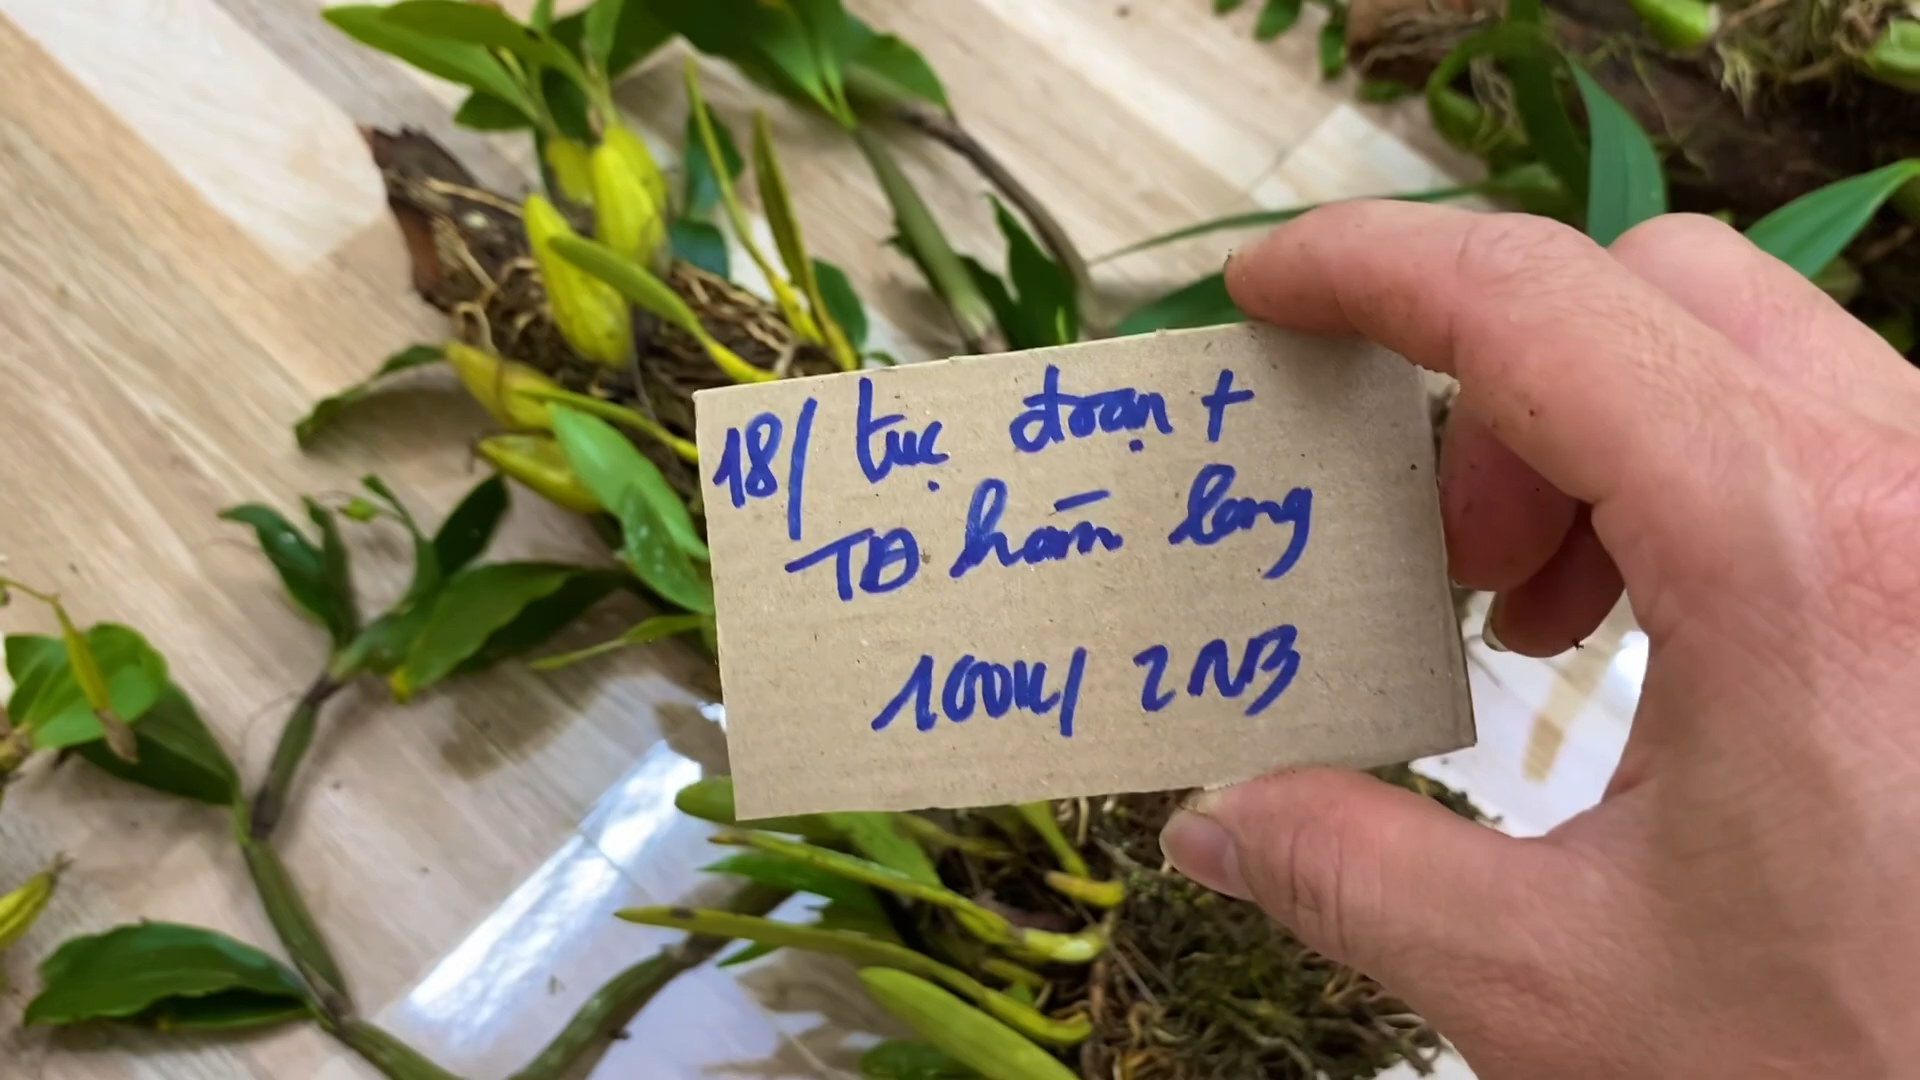 18/ tục đoạn +
TĐ hàm long
100K/ 2NB